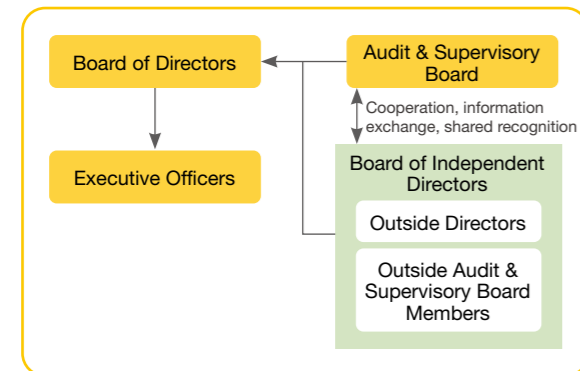 Board of Directors
Audit & Supervisory
Board
Cooperation, information
exchange, shared recognition
Executive Officers
Board of Independent
Directors
Outside Directors
Outside Audit &
Supervisory Board
Members